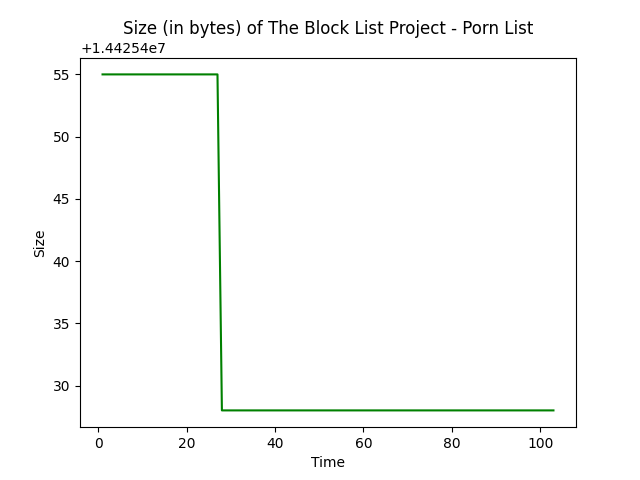 Size (in bytes) of The Block List Project - Porn List
+1.44254e7
55
50
45
40
35
30
Size
0 20 40 60 80 100
Time